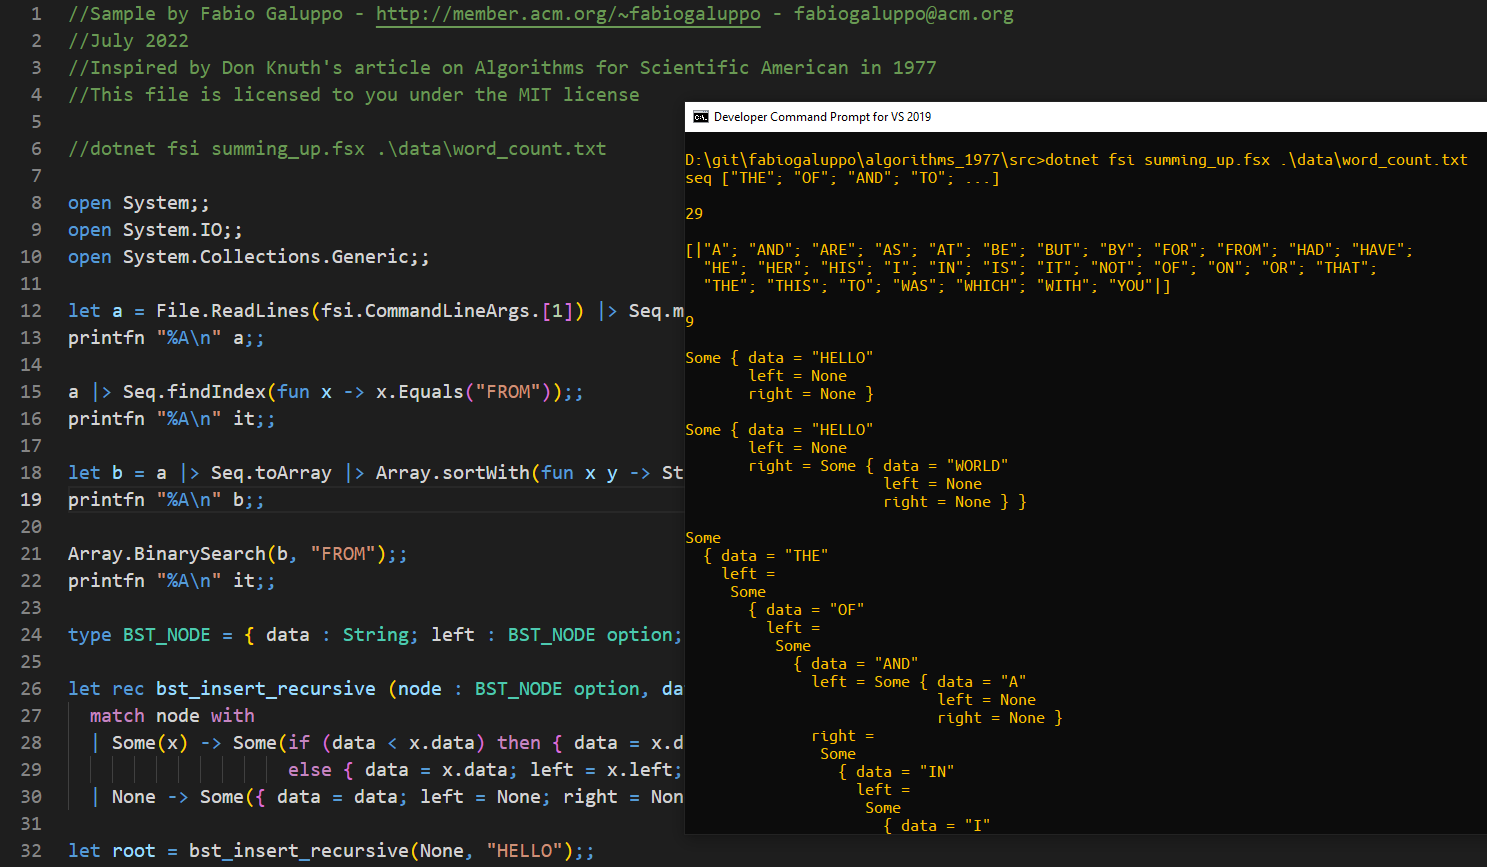 1 //Sample by Fabio Galuppo - http://member.acm.org/~fabiogaluppo - fabiogaluppo@acm.org
2 //July 2022
3 //Inspired by Don Knuth's article on Algorithms for Scientific American in 1977
4 //This file is licensed to you under the MIT license
5
6 //dotnet fsi summing_up.fsx .\data\word_count.txt
7
8 open System;;
9 open System.IO;;
10 open System.Collections.Generic;;
11
12 let a = File.ReadLines(fsi.CommandLineArgs.[1]) |> Seq.m
13 printfn "%A\n" a;;
14
15 a |> Seq.findIndex(fun x -> x.Equals("FROM"));;
16 printfn "%A\n" it;;
17
18 let b = a |> Seq.toArray |> Array.sortWith(fun x y -> St
19 printfn "%A\n" b;;
20
21 Array.BinarySearch(b, "FROM");;
22 printfn "%A\n" it;;
23
24 type BST_NODE = { data : String; left : BST_NODE option;
25
26 let rec bst_insert_recursive (node : BST_NODE option, da
27 match node with
28 | Some(x) -> Some(if (data < x.data) then { data = x.d
29 else { data = x.data; left = x.left;
30 | None -> Some({ data = data; left = None; right = Non
31
32 let root = bst_insert_recursive(None, "HELLO");;
Developer Command Prompt for VS 2019
D:\git\fabiogaluppo\algorithms_1977\src>dotnet fsi summing_up.fsx .\data\word_count.txt
seq ["THE"; "OF"; "AND"; "TO"; ...]
29
[|"A"; "AND"; "ARE"; "AS"; "AT"; "BE"; "BUT"; "BY"; "FOR"; "FROM"; "HAD"; "HAVE";
"HE"; "HER"; "HIS"; "I"; "IN"; "IS"; "IT"; "NOT"; "OF"; "ON"; "OR"; "THAT";
"THE"; "THIS"; "TO"; "WAS"; "WHICH"; "WITH"; "YOU"|]
9
Some { data = "HELLO"
left = None
right = None }
Some { data = "HELLO"
left = None
right = Some { data = "WORLD"
left = None
right = None } }
Some
{ data = "THE"
left =
Some
{ data = "OF"
left =
Some
{ data = "AND"
left = Some { data = "A"
left = None
right = None }
right =
Some
{ data = "IN"
left =
Some
{ data = "I"